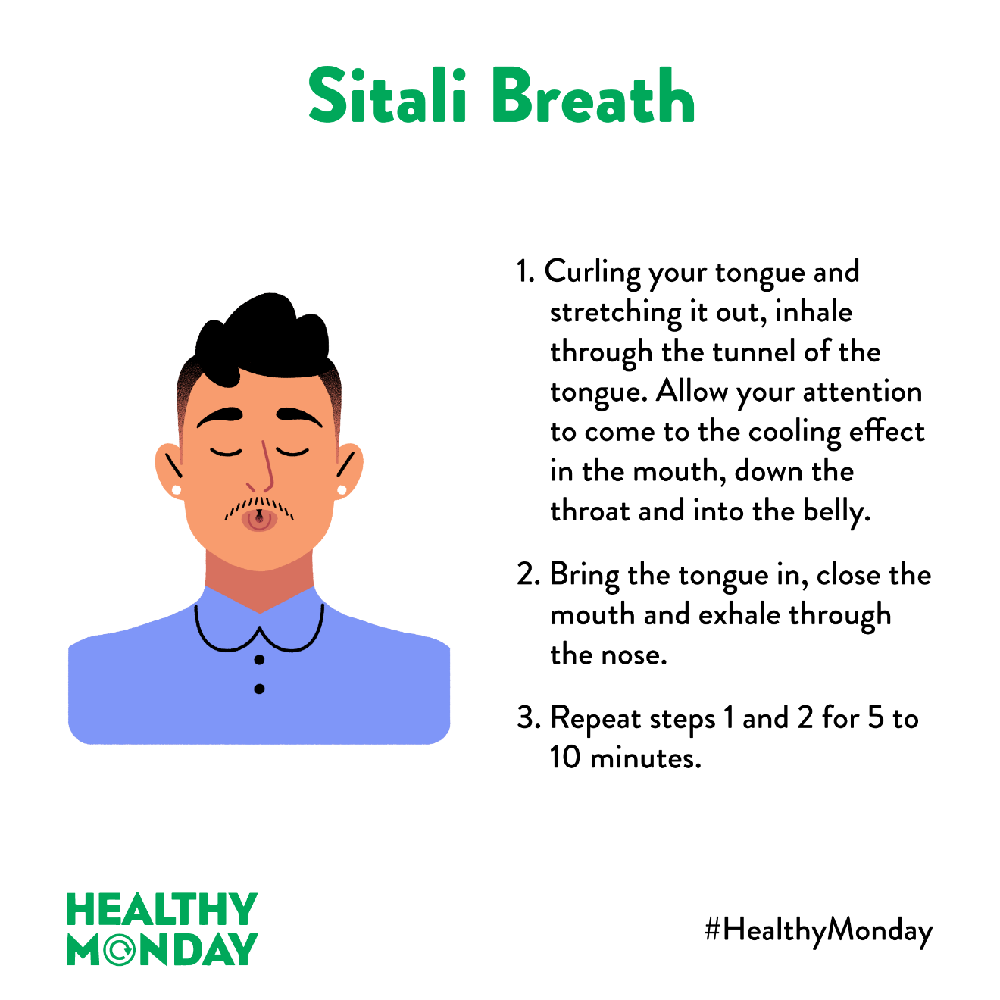 Sitali Breath
1. Curling your tongue and
stretching it out, inhale
through the tunnel of the
tongue. Allow your attention
to come to the cooling effect
in the mouth, down the
throat and into the belly.
2. Bring the tongue in, close the
mouth and exhale through
the nose.
3. Repeat steps 1 and 2 for 5 to
10 minutes.
HEALTHY
MONDAY
#HealthyMonday